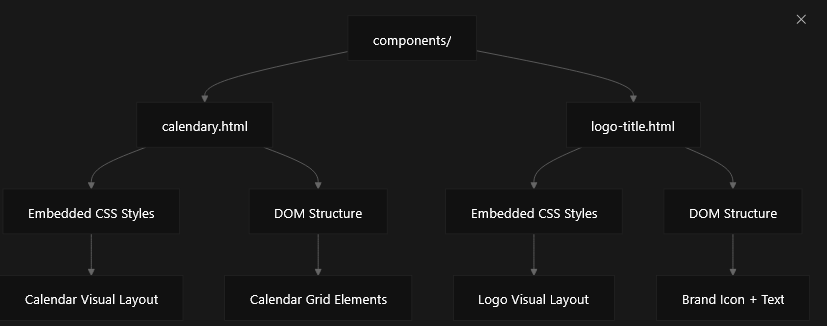 components/
calendary.html
logo-title.html
Embedded CSS Styles
DOM Structure
Embedded CSS Styles
DOM Structure
Calendar Visual Layout
Calendar Grid Elements
Logo Visual Layout
Brand Icon + Text